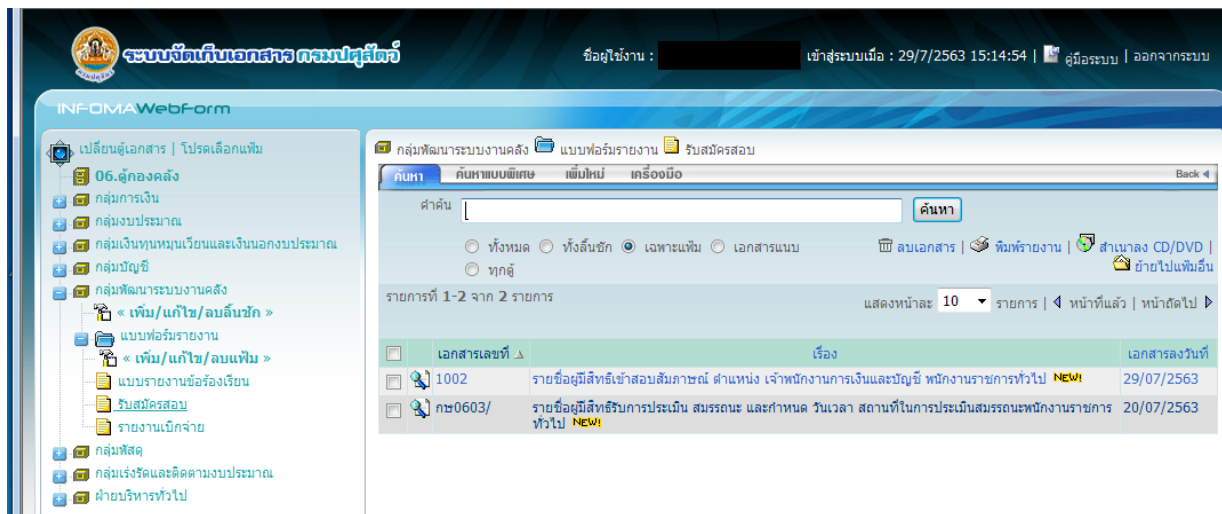 ระบบจัดเก็บเอกสาร กรมปศุสัตว์
ชื่อผู้ใช้งาน : เข้าสู่ระบบเมื่อ : 29/7/2563 15:14:54 | คู่มือระบบ | ออกจากระบบ
INFOMAWebForm
เปลี่ยนตู้เอกสาร | โปรดเลือกแฟ้ม
06.ตู้กองคลัง
กลุ่มการเงิน
กลุ่มงบประมาณ
กลุ่มเงินทุนหมุนเวียนและเงินนอกงบประมาณ
กลุ่มบัญชี
กลุ่มพัฒนาระบบงานคลัง
« เพิ่ม/แก้ไข/ลบลิ้นชัก »
แบบฟอร์มรายงาน
« เพิ่ม/แก้ไข/ลบแฟ้ม »
แบบรายงานข้อร้องเรียน
รับสมัครสอบ
รายงานเบิกจ่าย
กลุ่มพัสดุ
กลุ่มเร่งรัดและติดตามงบประมาณ
ฝ่ายบริหารทั่วไป
กลุ่มพัฒนาระบบงานคลัง แบบฟอร์มรายงาน รับสมัครสอบ
ค้นหา ค้นหาแบบพิเศษ เพิ่มใหม่ เครื่องมือ Back
คำค้น ค้นหา
ทั้งหมด ทั้งลิ้นชัก เฉพาะแฟ้ม เอกสารแนบ ลบเอกสาร | พิมพ์รายงาน | สำเนาลง CD/DVD |
ทุกตู้ ย้ายไปแฟ้มอื่น
รายการที่ 1-2 จาก 2 รายการ แสดงหน้าละ 10 รายการ | หน้าที่แล้ว | หน้าถัดไป
เอกสารเลขที่ เรื่อง เอกสารลงวันที่
1002 รายชื่อผู้มีสิทธิเข้าสอบสัมภาษณ์ ตำแหน่ง เจ้าพนักงานการเงินและบัญชี พนักงานราชการทั่วไป NEW! 29/07/2563
กษ0603/ รายชื่อผู้มีสิทธิรับการประเมิน สมรรถนะ และกำหนด วันเวลา สถานที่ในการประเมินสมรรถนะพนักงานราชการ 20/07/2563
ทั่วไป NEW!